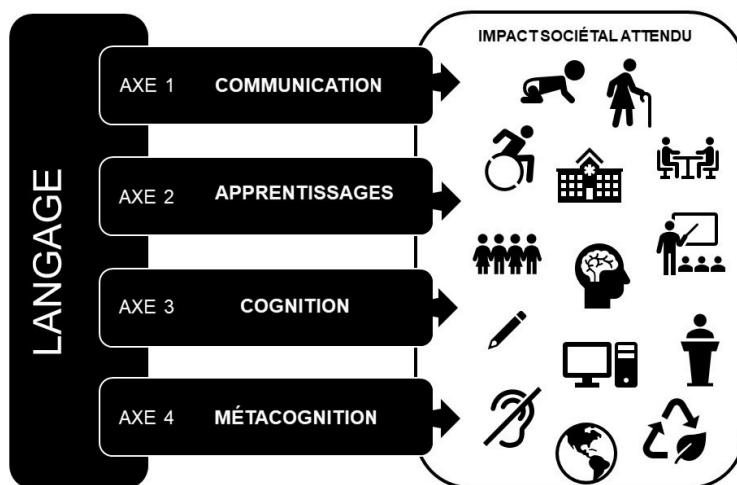 LANGAGE
AXE 1 COMMUNICATION
AXE 2 APPRENTISSAGES
AXE 3 COGNITION
AXE 4 MÉTACOGNITION
IMPACT SOCIÉTAL ATTENDU